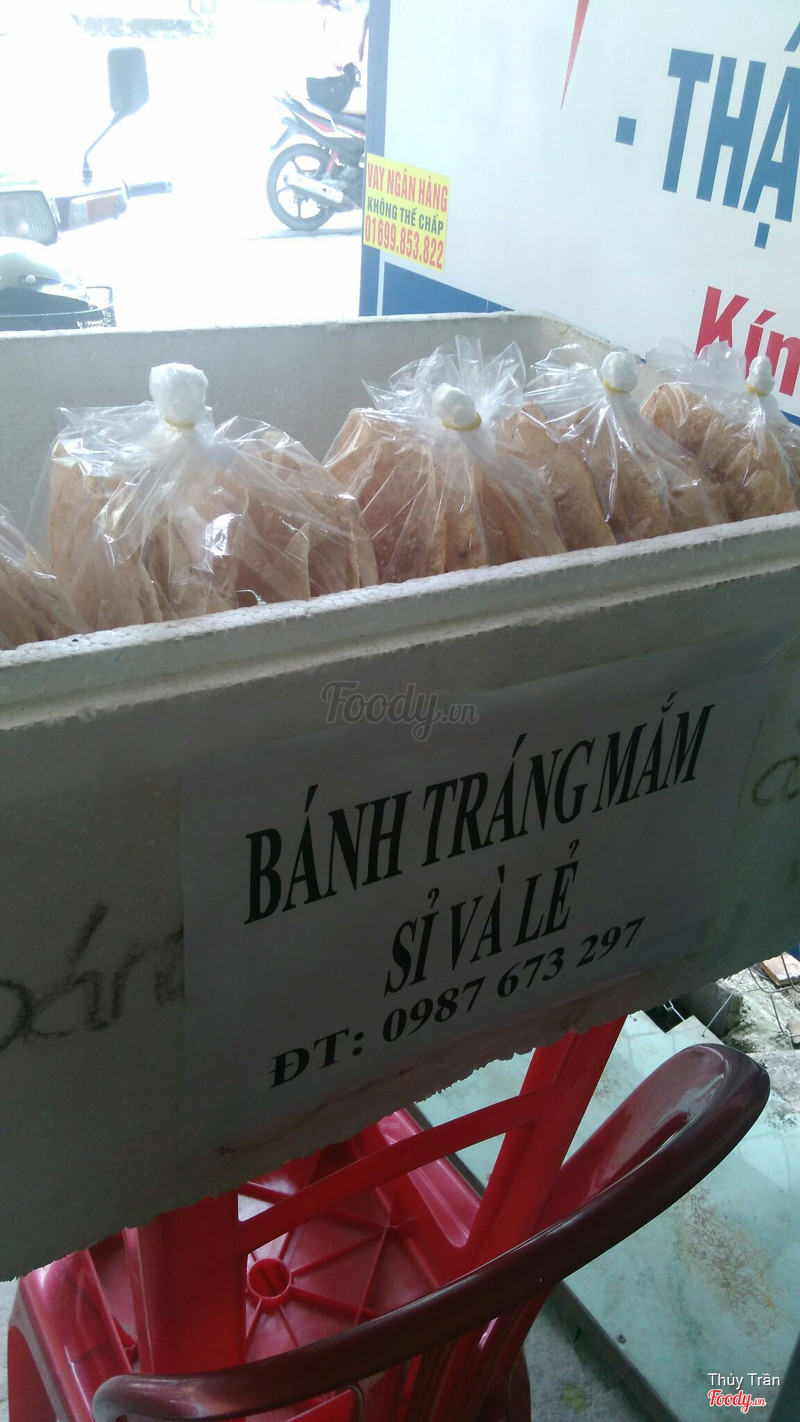 - THẬ
VAY NGÂN HÀNG
KHÔNG THẾ CHẤP
01699.853.822
Kín
Foody.vn
BÁNH TRÁNG MẮM
SỈ VÀ LẺ
ĐT: 0987 673 297
bán
Thủy Trần
Foody.vn